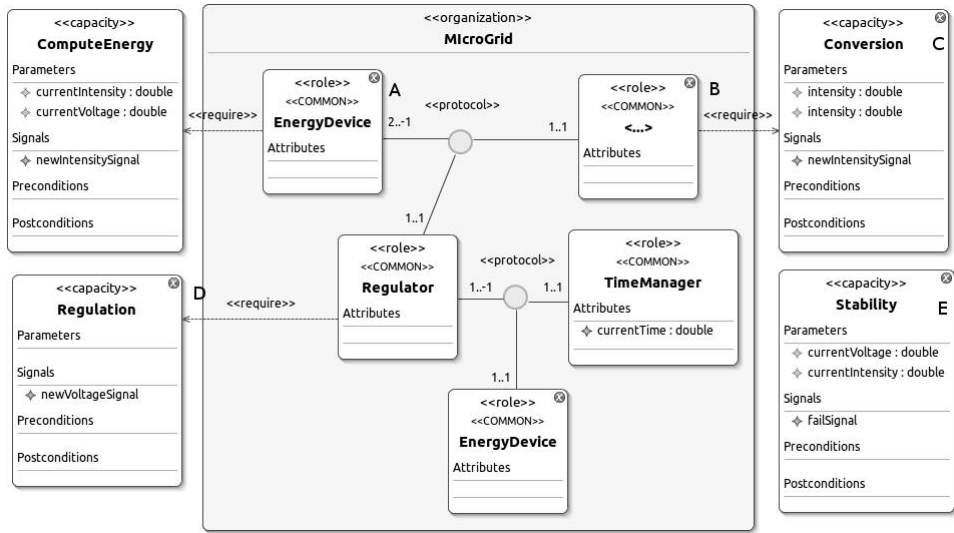 <<capacity>>
ComputeEnergy
Parameters
currentIntensity : double
currentVoltage : double
Signals
newIntensitySignal
Preconditions
Postconditions
<<organization>>
MIcroGrid
<<capacity>>
Conversion
C
Parameters
intensity : double
intensity : double
Signals
newIntensitySignal
Preconditions
Postconditions
<<require>>
<<role>>
<<COMMON>>
EnergyDevice
Attributes
A
2..-1
<<protocol>>
1..1
<<role>>
<<COMMON>>
<...>
Attributes
B
<<require>>
1..1
<<capacity>>
Regulation
Parameters
Signals
newVoltageSignal
Preconditions
Postconditions
D
<<require>>
<<role>>
<<COMMON>>
Regulator
Attributes
<<protocol>>
1..-1
1..1
<<role>>
<<COMMON>>
TimeManager
Attributes
currentTime : double
1..1
<<role>>
<<COMMON>>
EnergyDevice
Attributes
<<capacity>>
Stability
E
Parameters
currentVoltage : double
currentIntensity : double
Signals
failSignal
Preconditions
Postconditions